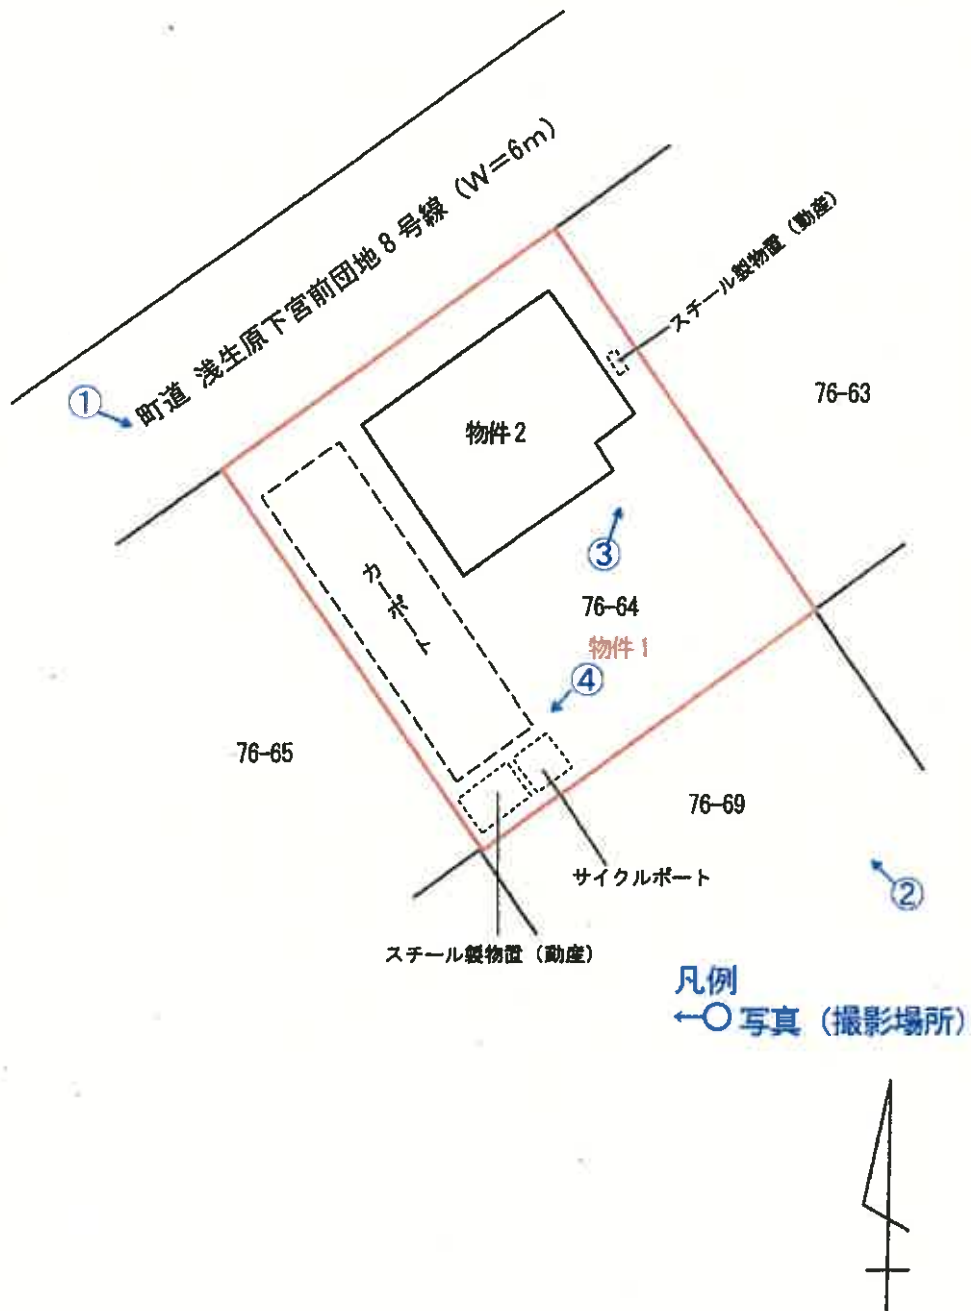 町道 浅生原下宮前団地8号線（W=6m）
スチール製物置（動産）
①
76-63
物件2
③
カーポート
76-64
物件1
④
76-65
76-69
サイクルポート
②
スチール製物置（動産）
凡例
←○ 写真（撮影場所）